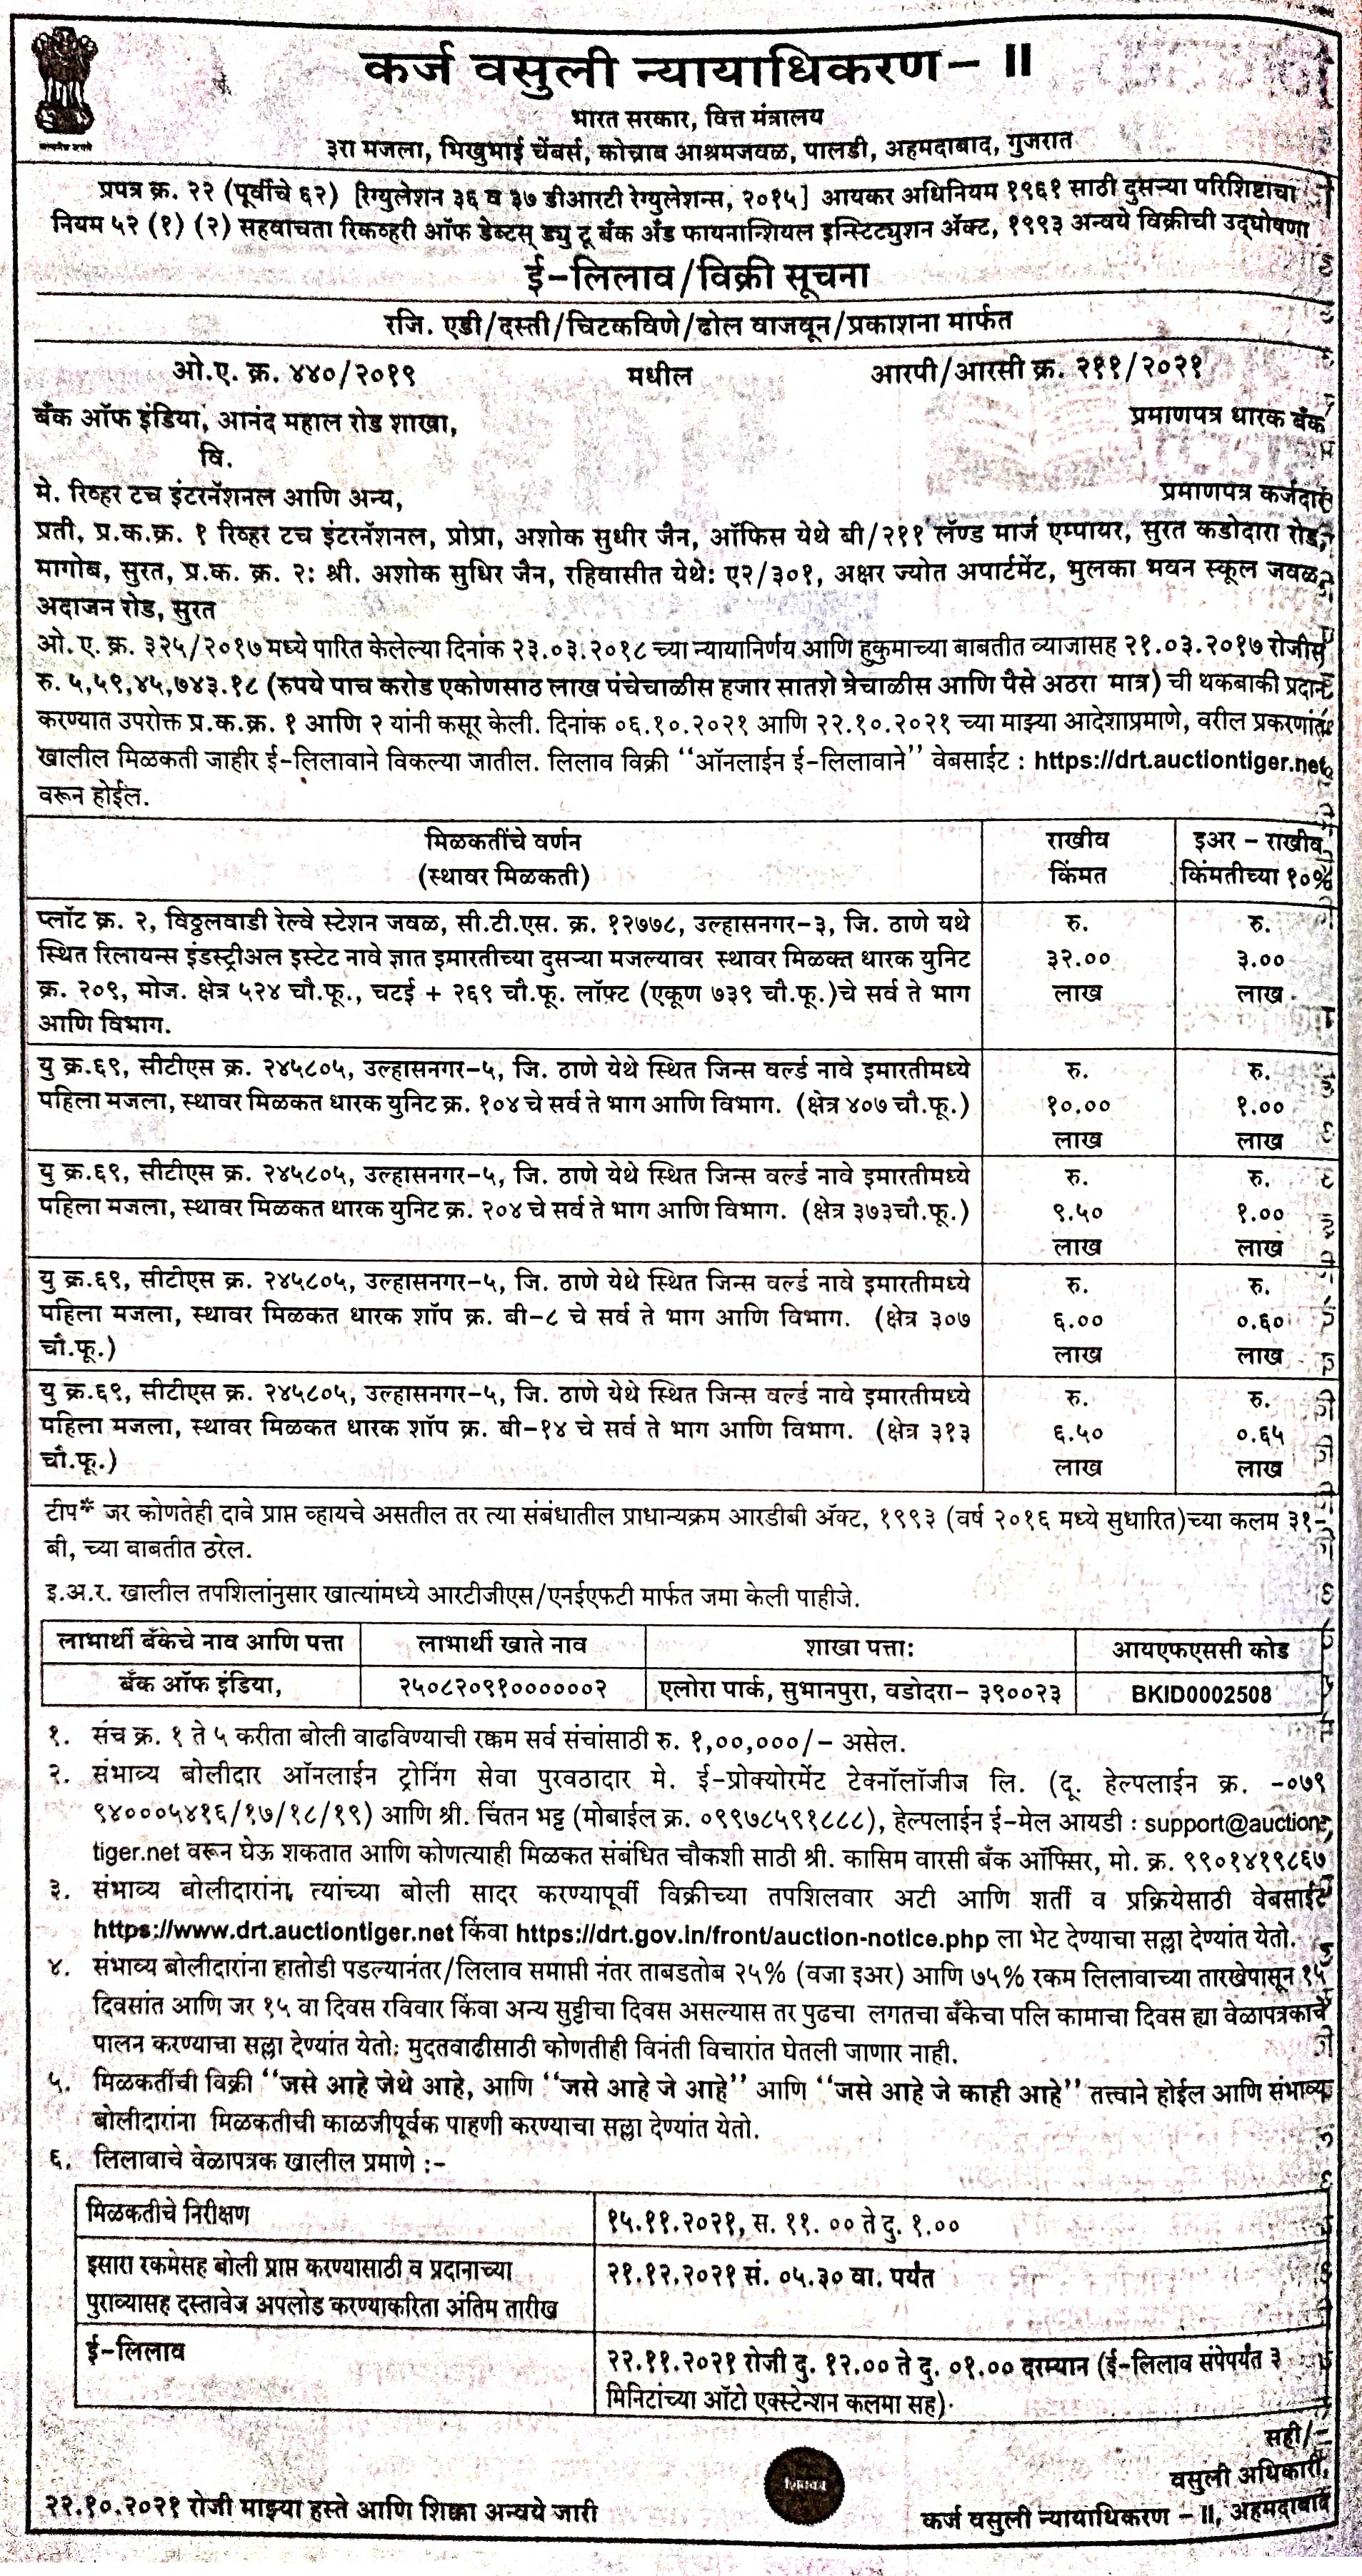 कर्ज वसुली न्यायाधिकरण- II
भारत सरकार, वित्त मंत्रालय
३रा मजला, भिखुभाई चेंबर्स, कोचाब आश्रमजवळ, पालडी, अहमदाबाद, गुजरात
प्रपत्र क्र. २२ (पूर्वीचे ६२) [रेग्युलेशन ३६ व ३७ डीआरटी रेग्युलेशन्स, २०१५] आयकर अधिनियम १९६१ साठी दुसऱ्या परिशिष्टाचा
नियम ५२ (१) (२) सहवाचता रिकव्हरी ऑफ डेब्टस् ड्यु टू बँक अँड फायनान्शियल इन्स्टिट्युशन ॲक्ट, १९९३ अन्वये विक्रीची उद्घोषणा
ई-लिलाव/विक्री सूचना
रजि. एडी/दस्ती/चिटकविणे/ढोल वाजवून/प्रकाशना मार्फत
ओ.ए. क्र. ४४०/२०१९ मधील आरपी/आरसी क्र. २११/२०२१
बँक ऑफ इंडिया, आनंद महाल रोड शाखा, प्रमाणपत्र धारक बँक
वि.
मे. रिव्हर टच इंटरनॅशनल आणि अन्य, प्रमाणपत्र कर्जदार
प्रती, प्र.क.क्र. १ रिव्हर टच इंटरनॅशनल, प्रोप्रा, अशोक सुधीर जैन, ऑफिस येथे बी/२११ लॅण्ड मार्ज एम्पायर, सुरत कडोदारा रोड,
मागोब, सुरत, प्र.क. क्र. २: श्री. अशोक सुधिर जैन, रहिवासीत येथे: ए२/३०१, अक्षर ज्योत अपार्टमेंट, भुलका भवन स्कूल जवळ
अदाजन रोड, सुरत
ओ. ए. क्र. ३२५/२०१७ मध्ये पारित केलेल्या दिनांक २३.०३.२०१८ च्या न्यायानिर्णय आणि हुकुमाच्या बाबतीत व्याजासह २१.०३.२०१७ रोजीस
रु. ५,५९,४५,७४३.१८ (रुपये पाच करोड एकोणसाठ लाख पंचेचाळीस हजार सातशे त्रेचाळीस आणि पैसे अठरा मात्र) ची थकबाकी प्रदान
करण्यात उपरोक्त प्र.क.क्र. १ आणि २ यांनी कसूर केली. दिनांक ०६.१०.२०२१ आणि २२.१०.२०२१ च्या माझ्या आदेशाप्रमाणे, वरील प्रकरणांत
खालील मिळकती जाहीर ई-लिलावाने विकल्या जातील. लिलाव विक्री "ऑनलाईन ई-लिलावाने" वेबसाईट : https://drt.auctiontiger.net
वरून होईल.
मिळकतींचे वर्णन राखीव इअर – राखीव
(स्थावर मिळकती) किंमत किंमतीच्या १०%
प्लॉट क्र. २, विठ्ठलवाडी रेल्वे स्टेशन जवळ, सी.टी.एस. क्र. १२७७८, उल्हासनगर-३, जि. ठाणे येथे रु. रु.
स्थित रिलायन्स इंडस्ट्रीअल इस्टेट नावे ज्ञात इमारतीच्या दुसऱ्या मजल्यावर स्थावर मिळकत धारक युनिट ३२.०० ३.००
क्र. २०९, मोज. क्षेत्र ५२४ चौ.फू., चटई + २६९ चौ.फू. लॉफ्ट (एकूण ७३९ चौ.फू.)चे सर्व ते भाग लाख लाख
आणि विभाग.
यु क्र.६९, सीटीएस क्र. २४५८०५, उल्हासनगर-५, जि. ठाणे येथे स्थित जिन्स वर्ल्ड नावे इमारतीमध्ये रु. रु.
पहिला मजला, स्थावर मिळकत धारक युनिट क्र. १०४ चे सर्व ते भाग आणि विभाग. (क्षेत्र ४०७ चौ.फू.) १०.०० १.००
लाख लाख
यु क्र.६९, सीटीएस क्र. २४५८०५, उल्हासनगर-५, जि. ठाणे येथे स्थित जिन्स वर्ल्ड नावे इमारतीमध्ये रु. रु.
पहिला मजला, स्थावर मिळकत धारक युनिट क्र. २०४ चे सर्व ते भाग आणि विभाग. (क्षेत्र ३७३चौ.फू.) ९.५० १.००
लाख लाख
यु क्र.६९, सीटीएस क्र. २४५८०५, उल्हासनगर-५, जि. ठाणे येथे स्थित जिन्स वर्ल्ड नावे इमारतीमध्ये रु. रु.
पहिला मजला, स्थावर मिळकत धारक शॉप क्र. बी-८ चे सर्व ते भाग आणि विभाग. (क्षेत्र ३०७ ६.०० ०.६०
चौ.फू.) लाख लाख
यु क्र.६९, सीटीएस क्र. २४५८०५, उल्हासनगर-५, जि. ठाणे येथे स्थित जिन्स वर्ल्ड नावे इमारतीमध्ये रु. रु.
पहिला मजला, स्थावर मिळकत धारक शॉप क्र. बी-१४ चे सर्व ते भाग आणि विभाग. (क्षेत्र ३१३ ६.५० ०.६५
चौ.फू.) लाख लाख
टीप* जर कोणतेही दावे प्राप्त व्हायचे असतील तर त्या संबंधातील प्राधान्यक्रम आरडीबी ॲक्ट, १९९३ (वर्ष २०१६ मध्ये सुधारित)च्या कलम ३१-
बी, च्या बाबतीत ठरेल.
इ.अ.र. खालील तपशिलांनुसार खात्यांमध्ये आरटीजीएस/एनईएफटी मार्फत जमा केली पाहीजे.
लाभार्थी बँकेचे नाव आणि पत्ता लाभार्थी खाते नाव शाखा पत्ता: आयएफएससी कोड
बँक ऑफ इंडिया, २५०८२०९१००००००२ एलोरा पार्क, सुभानपुरा, वडोदरा- ३९००२३ BKID0002508
१. संच क्र. १ ते ५ करीता बोली वाढविण्याची रक्कम सर्व संचांसाठी रु. १,००,०००/- असेल.
२. संभाव्य बोलीदार ऑनलाईन ट्रोनिंग सेवा पुरवठादार मे. ई-प्रोक्योरमेंट टेक्नॉलॉजीज लि. (दू. हेल्पलाईन क्र. -०७९
९४०००५४१६/१७/१८/१९) आणि श्री. चिंतन भट्ट (मोबाईल क्र. ०९९७८५९१८८८), हेल्पलाईन ई-मेल आयडी : support@auction-
tiger.net वरून घेऊ शकतात आणि कोणत्याही मिळकत संबंधित चौकशी साठी श्री. कासिम वारसी बँक ऑफिसर, मो. क्र. ९९०१४१९८६७
३. संभाव्य बोलीदारांना त्यांच्या बोली सादर करण्यापूर्वी विक्रीच्या तपशिलवार अटी आणि शर्ती व प्रक्रियेसाठी वेबसाईट
https://www.drt.auctiontiger.net किंवा https://drt.gov.in/front/auction-notice.php ला भेट देण्याचा सल्ला देण्यांत येतो.
४. संभाव्य बोलीदारांना हातोडी पडल्यानंतर/लिलाव समाप्ती नंतर ताबडतोब २५% (वजा इअर) आणि ७५% रकम लिलावाच्या तारखेपासून १५
दिवसांत आणि जर १५ वा दिवस रविवार किंवा अन्य सुट्टीचा दिवस असल्यास तर पुढचा लगतचा बँकेचा पलि कामाचा दिवस ह्या वेळापत्रकाचे
पालन करण्याचा सल्ला देण्यांत येतो. मुदतवाढीसाठी कोणतीही विनंती विचारांत घेतली जाणार नाही.
५. मिळकतींची विक्री "जसे आहे जेथे आहे, आणि "जसे आहे जे आहे" आणि "जसे आहे जे काही आहे" तत्त्वाने होईल आणि संभाव्य
बोलीदारांना मिळकतीची काळजीपूर्वक पाहणी करण्याचा सल्ला देण्यांत येतो.
६. लिलावाचे वेळापत्रक खालील प्रमाणे :-
मिळकतीचे निरीक्षण १५.११.२०२१, स. ११. ०० ते दु. १.००
इसारा रकमेसह बोली प्राप्त करण्यासाठी व प्रदानाच्या २१.१२.२०२१ सं. ०५.३० वा. पर्यंत
पुराव्यासह दस्तावेज अपलोड करण्याकरिता अंतिम तारीख
ई-लिलाव २२.११.२०२१ रोजी दु. १२.०० ते दु. ०१.०० दरम्यान (ई-लिलाव संपेपर्यंत ३
मिनिटांच्या ऑटो एक्स्टेन्शन कलमा सह).
सही/-
वसुली अधिकारी,
२२.१०.२०२१ रोजी माझ्या हस्ते आणि शिक्का अन्वये जारी कर्ज वसुली न्यायाधिकरण - II, अहमदाबाद